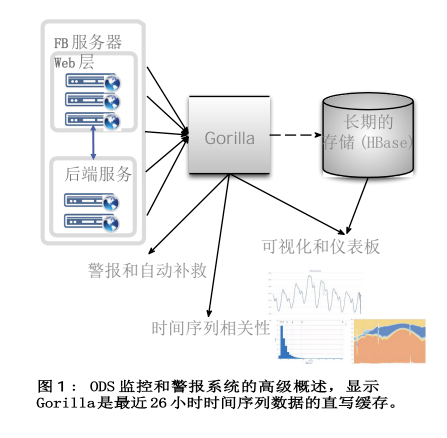 FB服务器
Web层
后端服务
Gorilla
长期的
存储(HBase)
可视化和仪表板
警报和自动补救
时间序列相关性
图1：ODS监控和警报系统的高级概述，显示
Gorilla是最近26小时时间序列数据的直写缓存。